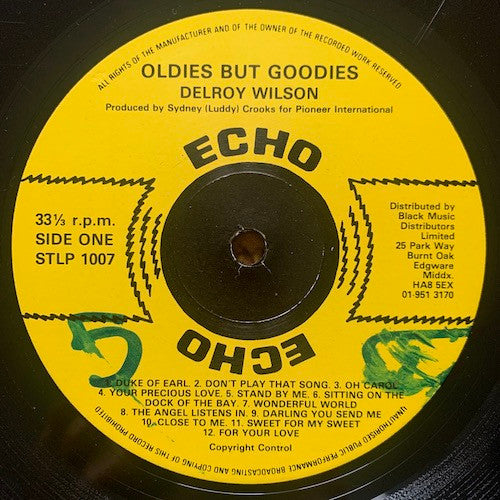 ALL RIGHTS OF THE MANUFACTURER AND OF THE OWNER OF THE RECORDED WORK RESERVED
OLDIES BUT GOODIES
DELROY WILSON
Produced by Sydney (Luddy) Crooks for Pioneer International
ECHO
33⅓ r.p.m.
SIDE ONE
STLP 1007
Distributed by
Black Music
Distributors
Limited
25 Park Way
Burnt Oak
Edgware
Middx.
HA8 5EX
01-951 3170
5
ECHO
1. DUKE OF EARL. 2. DON'T PLAY THAT SONG. 3. OH CAROL.
4. YOUR PRECIOUS LOVE. 5. STAND BY ME. 6. SITTING ON THE
DOCK OF THE BAY. 7. WONDERFUL WORLD
8. THE ANGEL LISTENS IN. 9. DARLING YOU SEND ME
10. CLOSE TO ME. 11. SWEET FOR MY SWEET
12. FOR YOUR LOVE
Copyright Control
UNAUTHORISED PUBLIC PERFORMANCE BROADCASTING AND COPYING OF THIS RECORD PROHIBITED